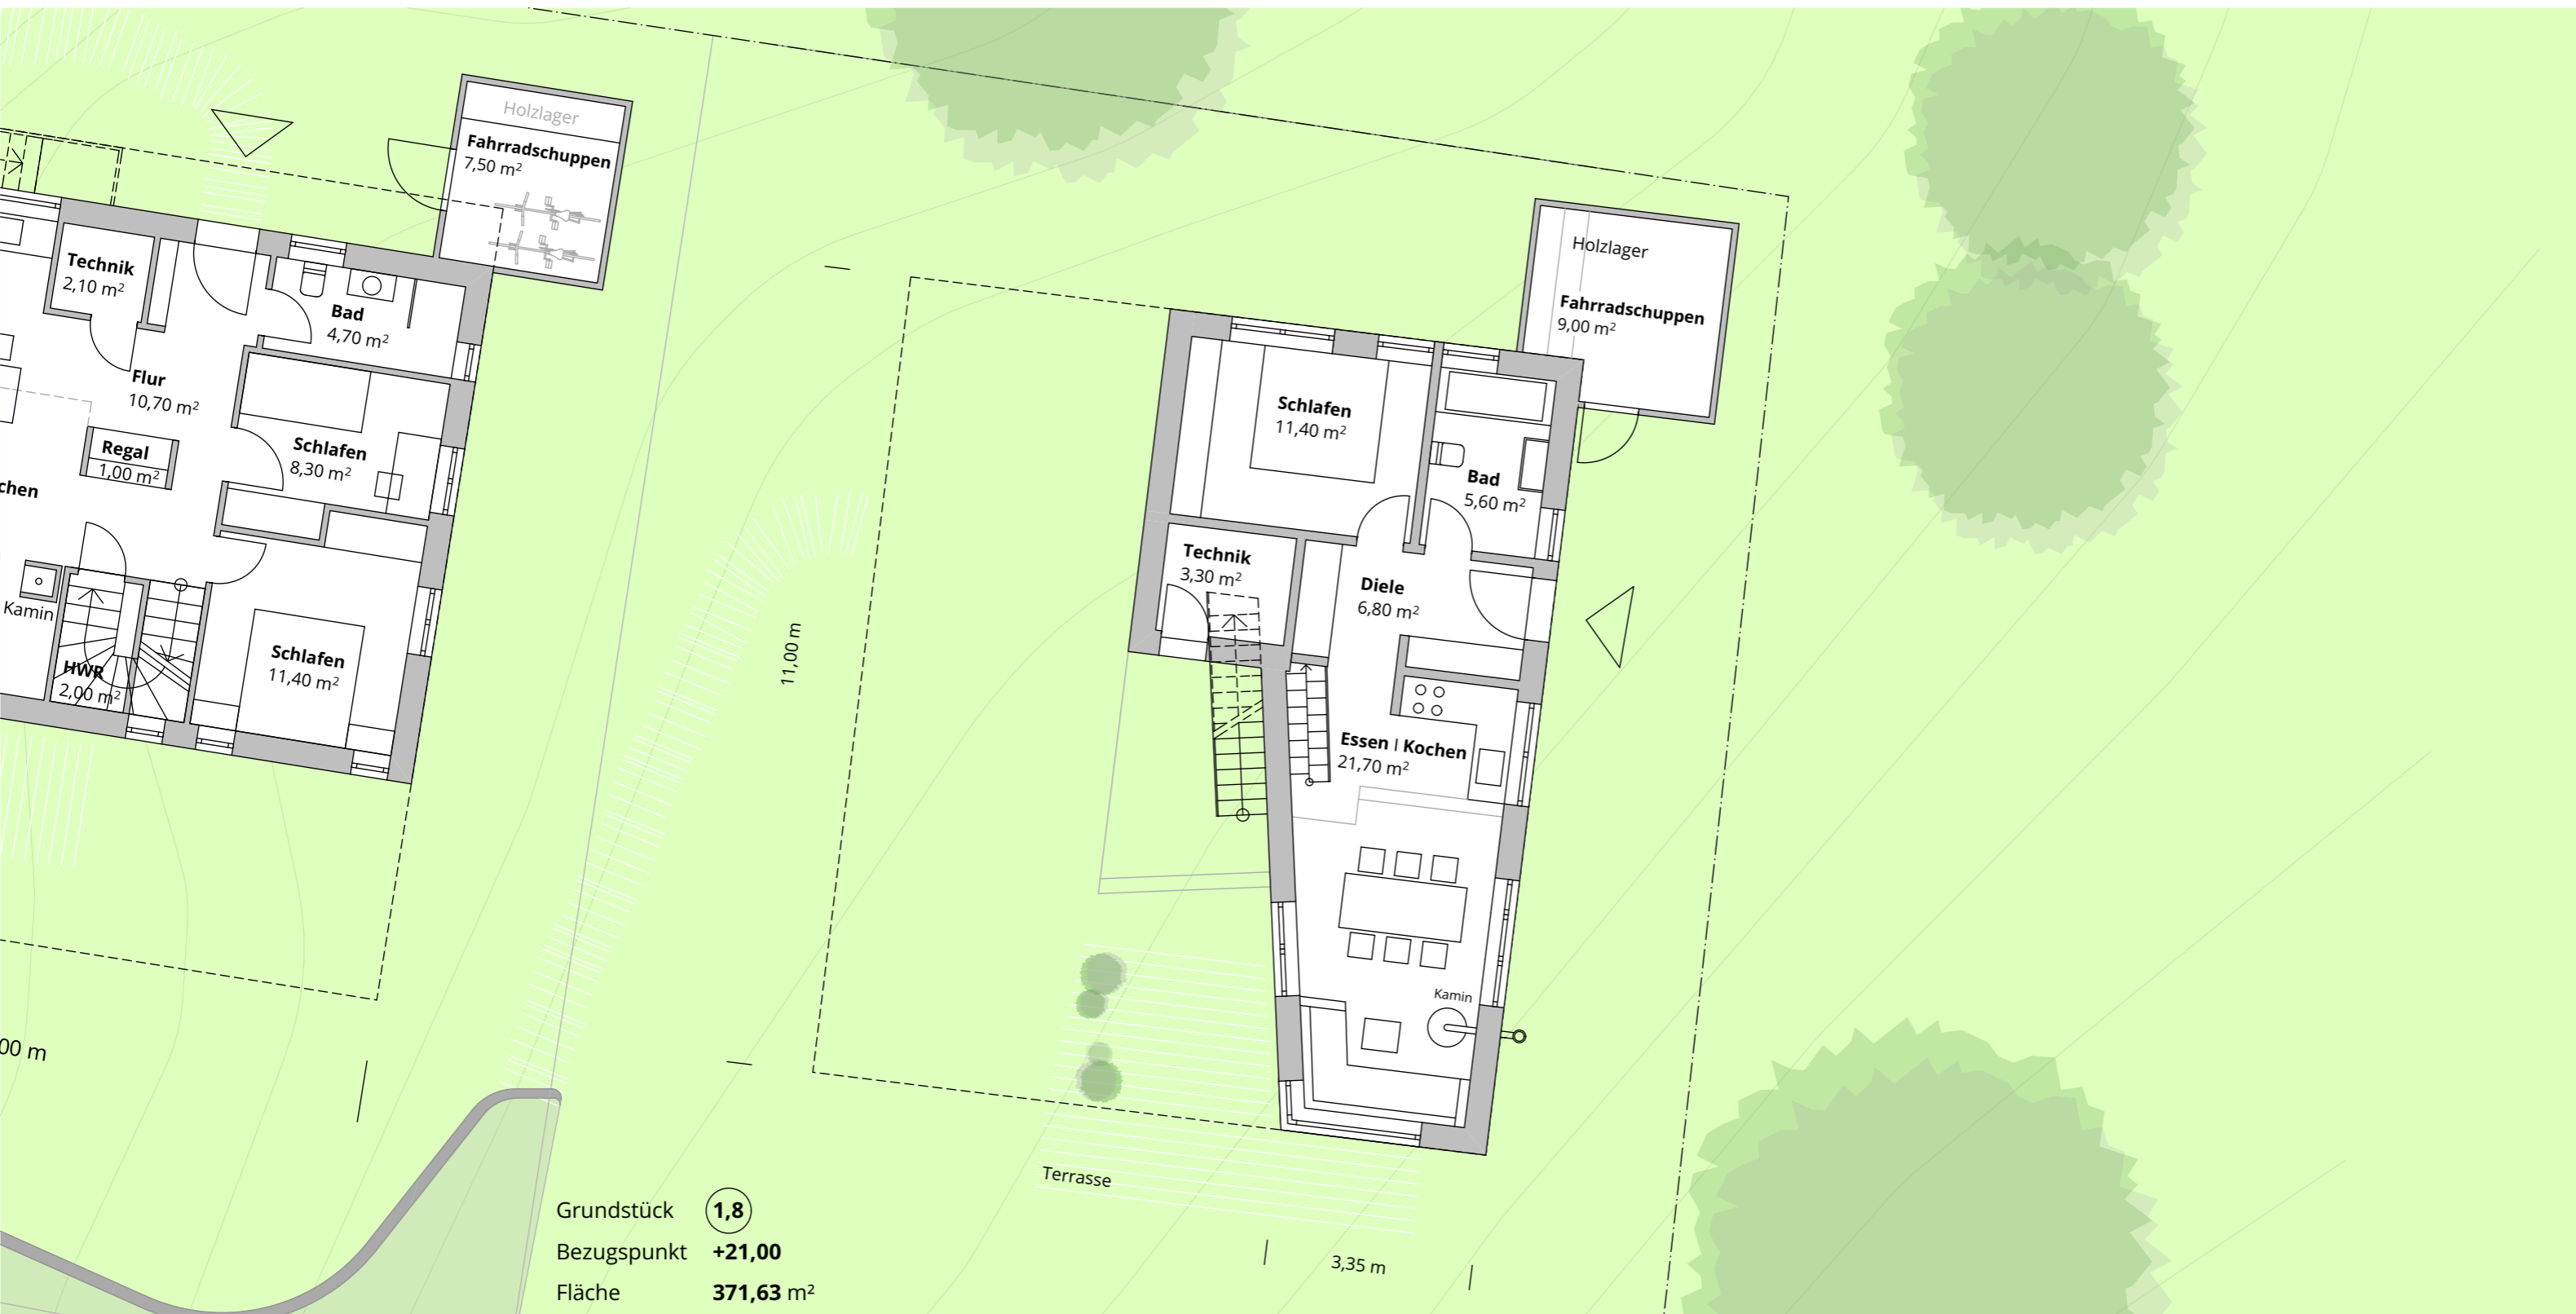 Holzlager
Fahrradschuppen
7,50 m²
Technik
2,10 m²
Bad
4,70 m²
Flur
10,70 m²
Regal
1,00 m²
Schlafen
8,30 m²
chen
Kamin
HWR
2,00 m²
Schlafen
11,40 m²
00 m
11,00 m
Holzlager
Fahrradschuppen
9,00 m²
Schlafen
11,40 m²
Bad
5,60 m²
Technik
3,30 m²
Diele
6,80 m²
Essen | Kochen
21,70 m²
Kamin
Terrasse
3,35 m
Grundstück 1,8
Bezugspunkt +21,00
Fläche 371,63 m²